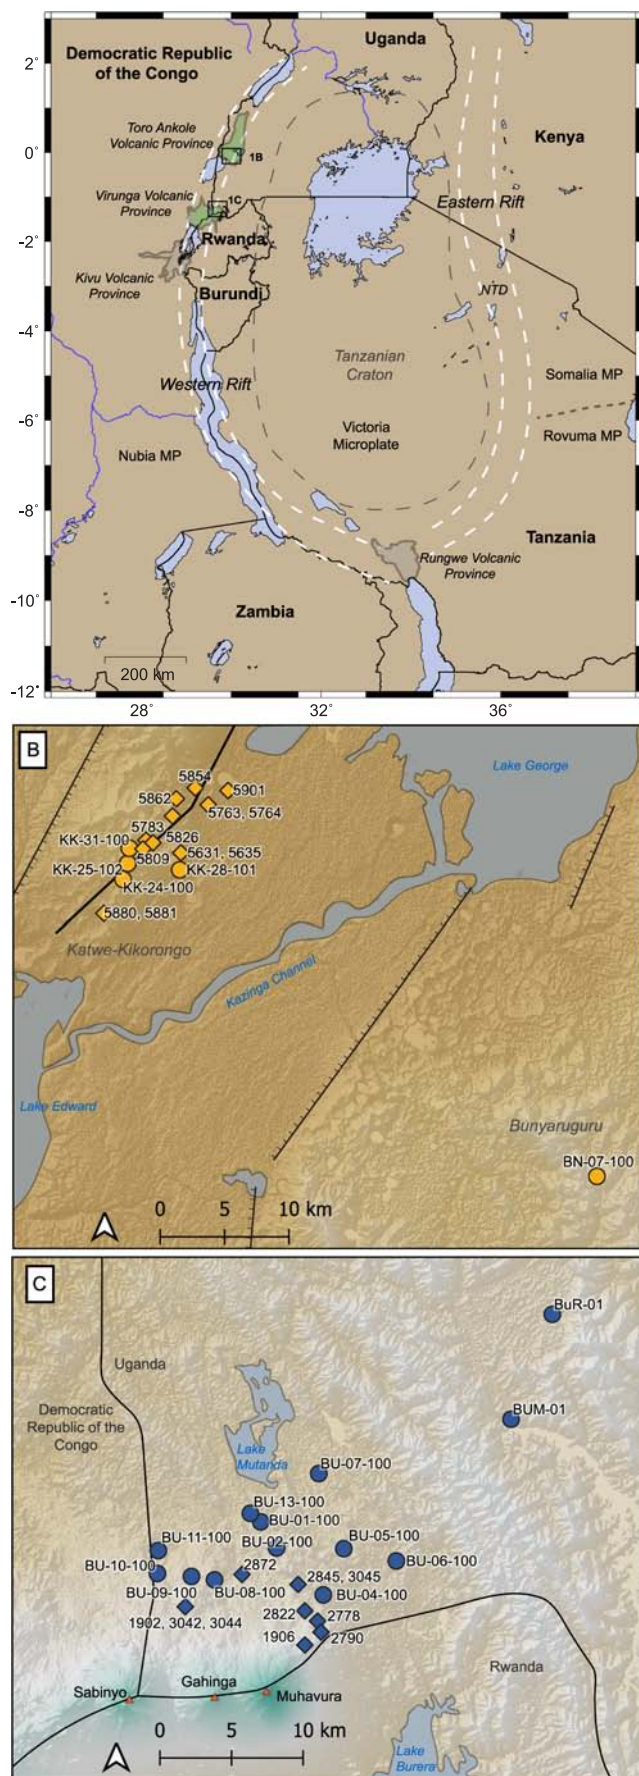 Democratic Republic
of the Congo
Uganda
2°
Toro Ankole
Volcanic Province
Kenya
0°
1B
Virunga Volcanic
Province
1C
Eastern Rift
-2°
Rwanda
Kivu Volcanic
Province
Burundi
NTD
-4°
Tanzanian
Craton
Western Rift
Somalia MP
-6°
Victoria
Microplate
Nubia MP
Rovuma MP
-8°
Tanzania
Rungwe Volcanic
Province
-10°
Zambia
200 km
-12°
28
32
36
B
5854
5901
Lake George
5862
5763, 5764
5783
5826
KK-31-100
5809
5631, 5635
KK-25-102
KK-28-101
KK-24-100
5880, 5881
Katwe-Kikorongo
Kazinga Channel
Lake Edward
Bunyaruguru
BN-07-100
0 5 10 km
C
BuR-01
Uganda
BUM-01
Democratic
Republic of the
Congo
Lake
Mutanda
BU-07-100
BU-13-100
BU-01-100
BU-11-100
BU-02-100
BU-05-100
BU-10-100
2872
BU-06-100
2845, 3045
BU-09-100
BU-08-100
BU-04-100
1902, 3042, 3044
2822
2778
1906
2790
Rwanda
Sabinyo
Gahinga
Muhavura
0 5 10 km
Lake
Burera